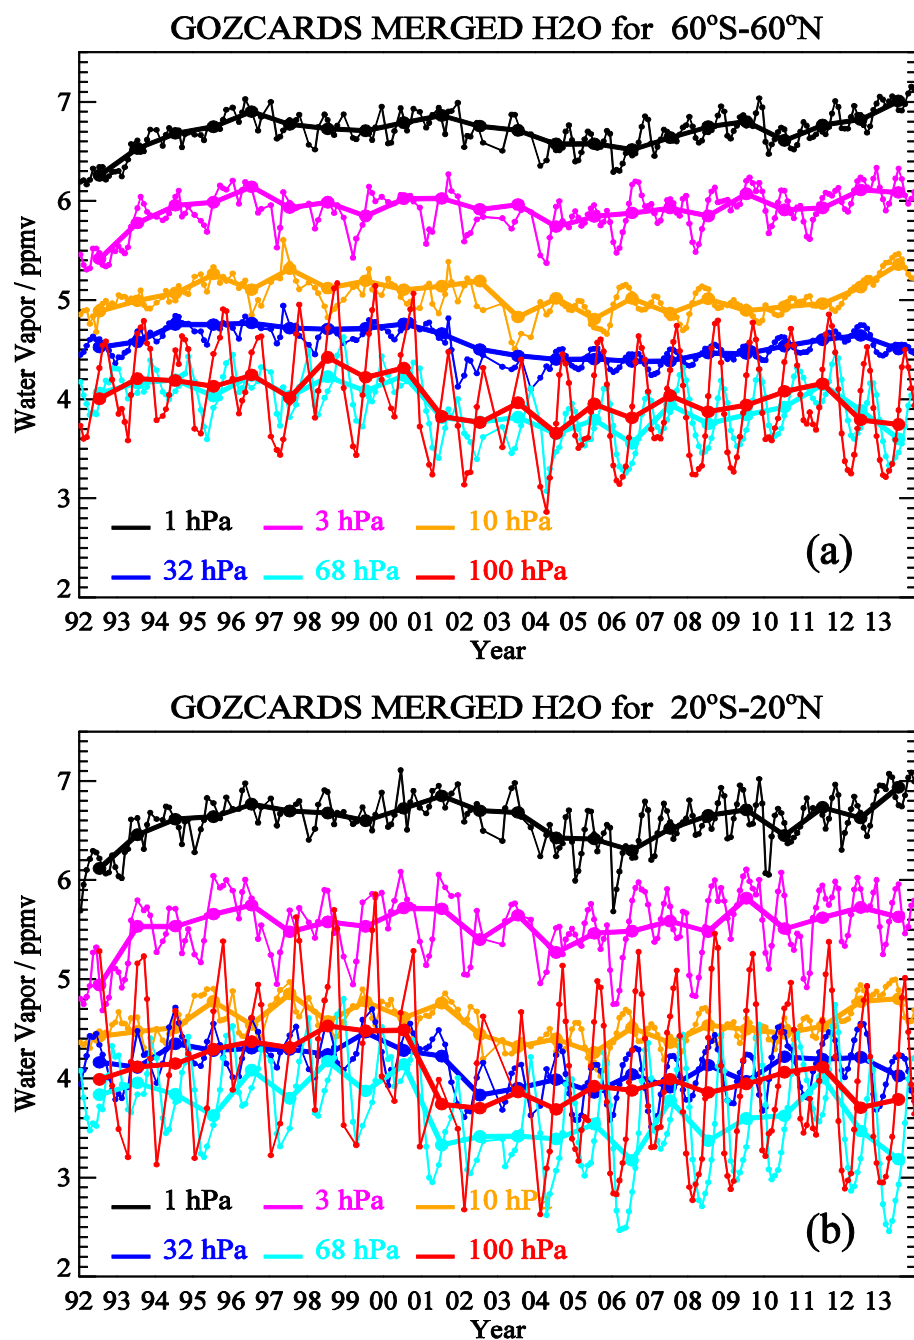 GOZCARDS MERGED H2O for 60°S-60°N
7
6
5
4
3
2
Water Vapor / ppmv
1 hPa 3 hPa 10 hPa
32 hPa 68 hPa 100 hPa
(a)
92 93 94 95 96 97 98 99 00 01 02 03 04 05 06 07 08 09 10 11 12 13
Year
GOZCARDS MERGED H2O for 20°S-20°N
7
6
5
4
3
2
Water Vapor / ppmv
1 hPa 3 hPa 10 hPa
32 hPa 68 hPa 100 hPa
(b)
92 93 94 95 96 97 98 99 00 01 02 03 04 05 06 07 08 09 10 11 12 13
Year